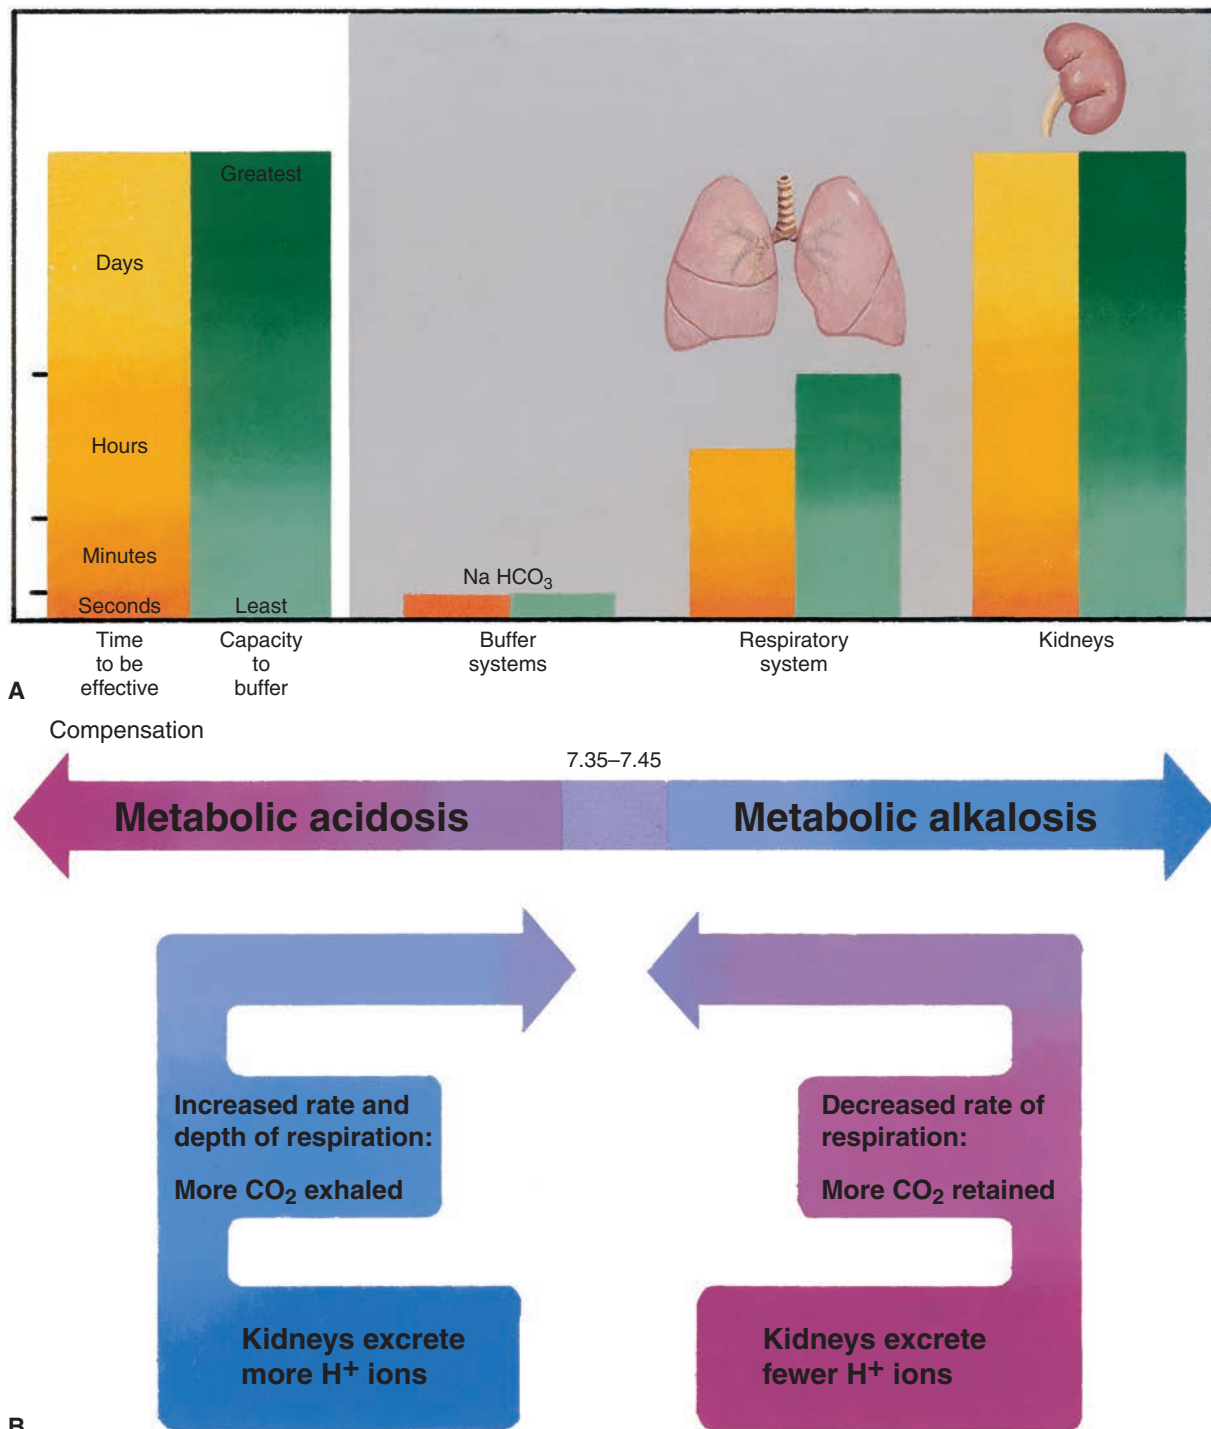 Greatest
Days
Hours
Minutes
Seconds
Least
Na HCO3
Time
to be
effective
Capacity
to
buffer
Buffer
systems
Respiratory
system
Kidneys
A
Compensation
7.35–7.45
Metabolic acidosis
Metabolic alkalosis
Increased rate and
depth of respiration:
More CO2 exhaled
Decreased rate of
respiration:
More CO2 retained
Kidneys excrete
more H+ ions
Kidneys excrete
fewer H+ ions
B